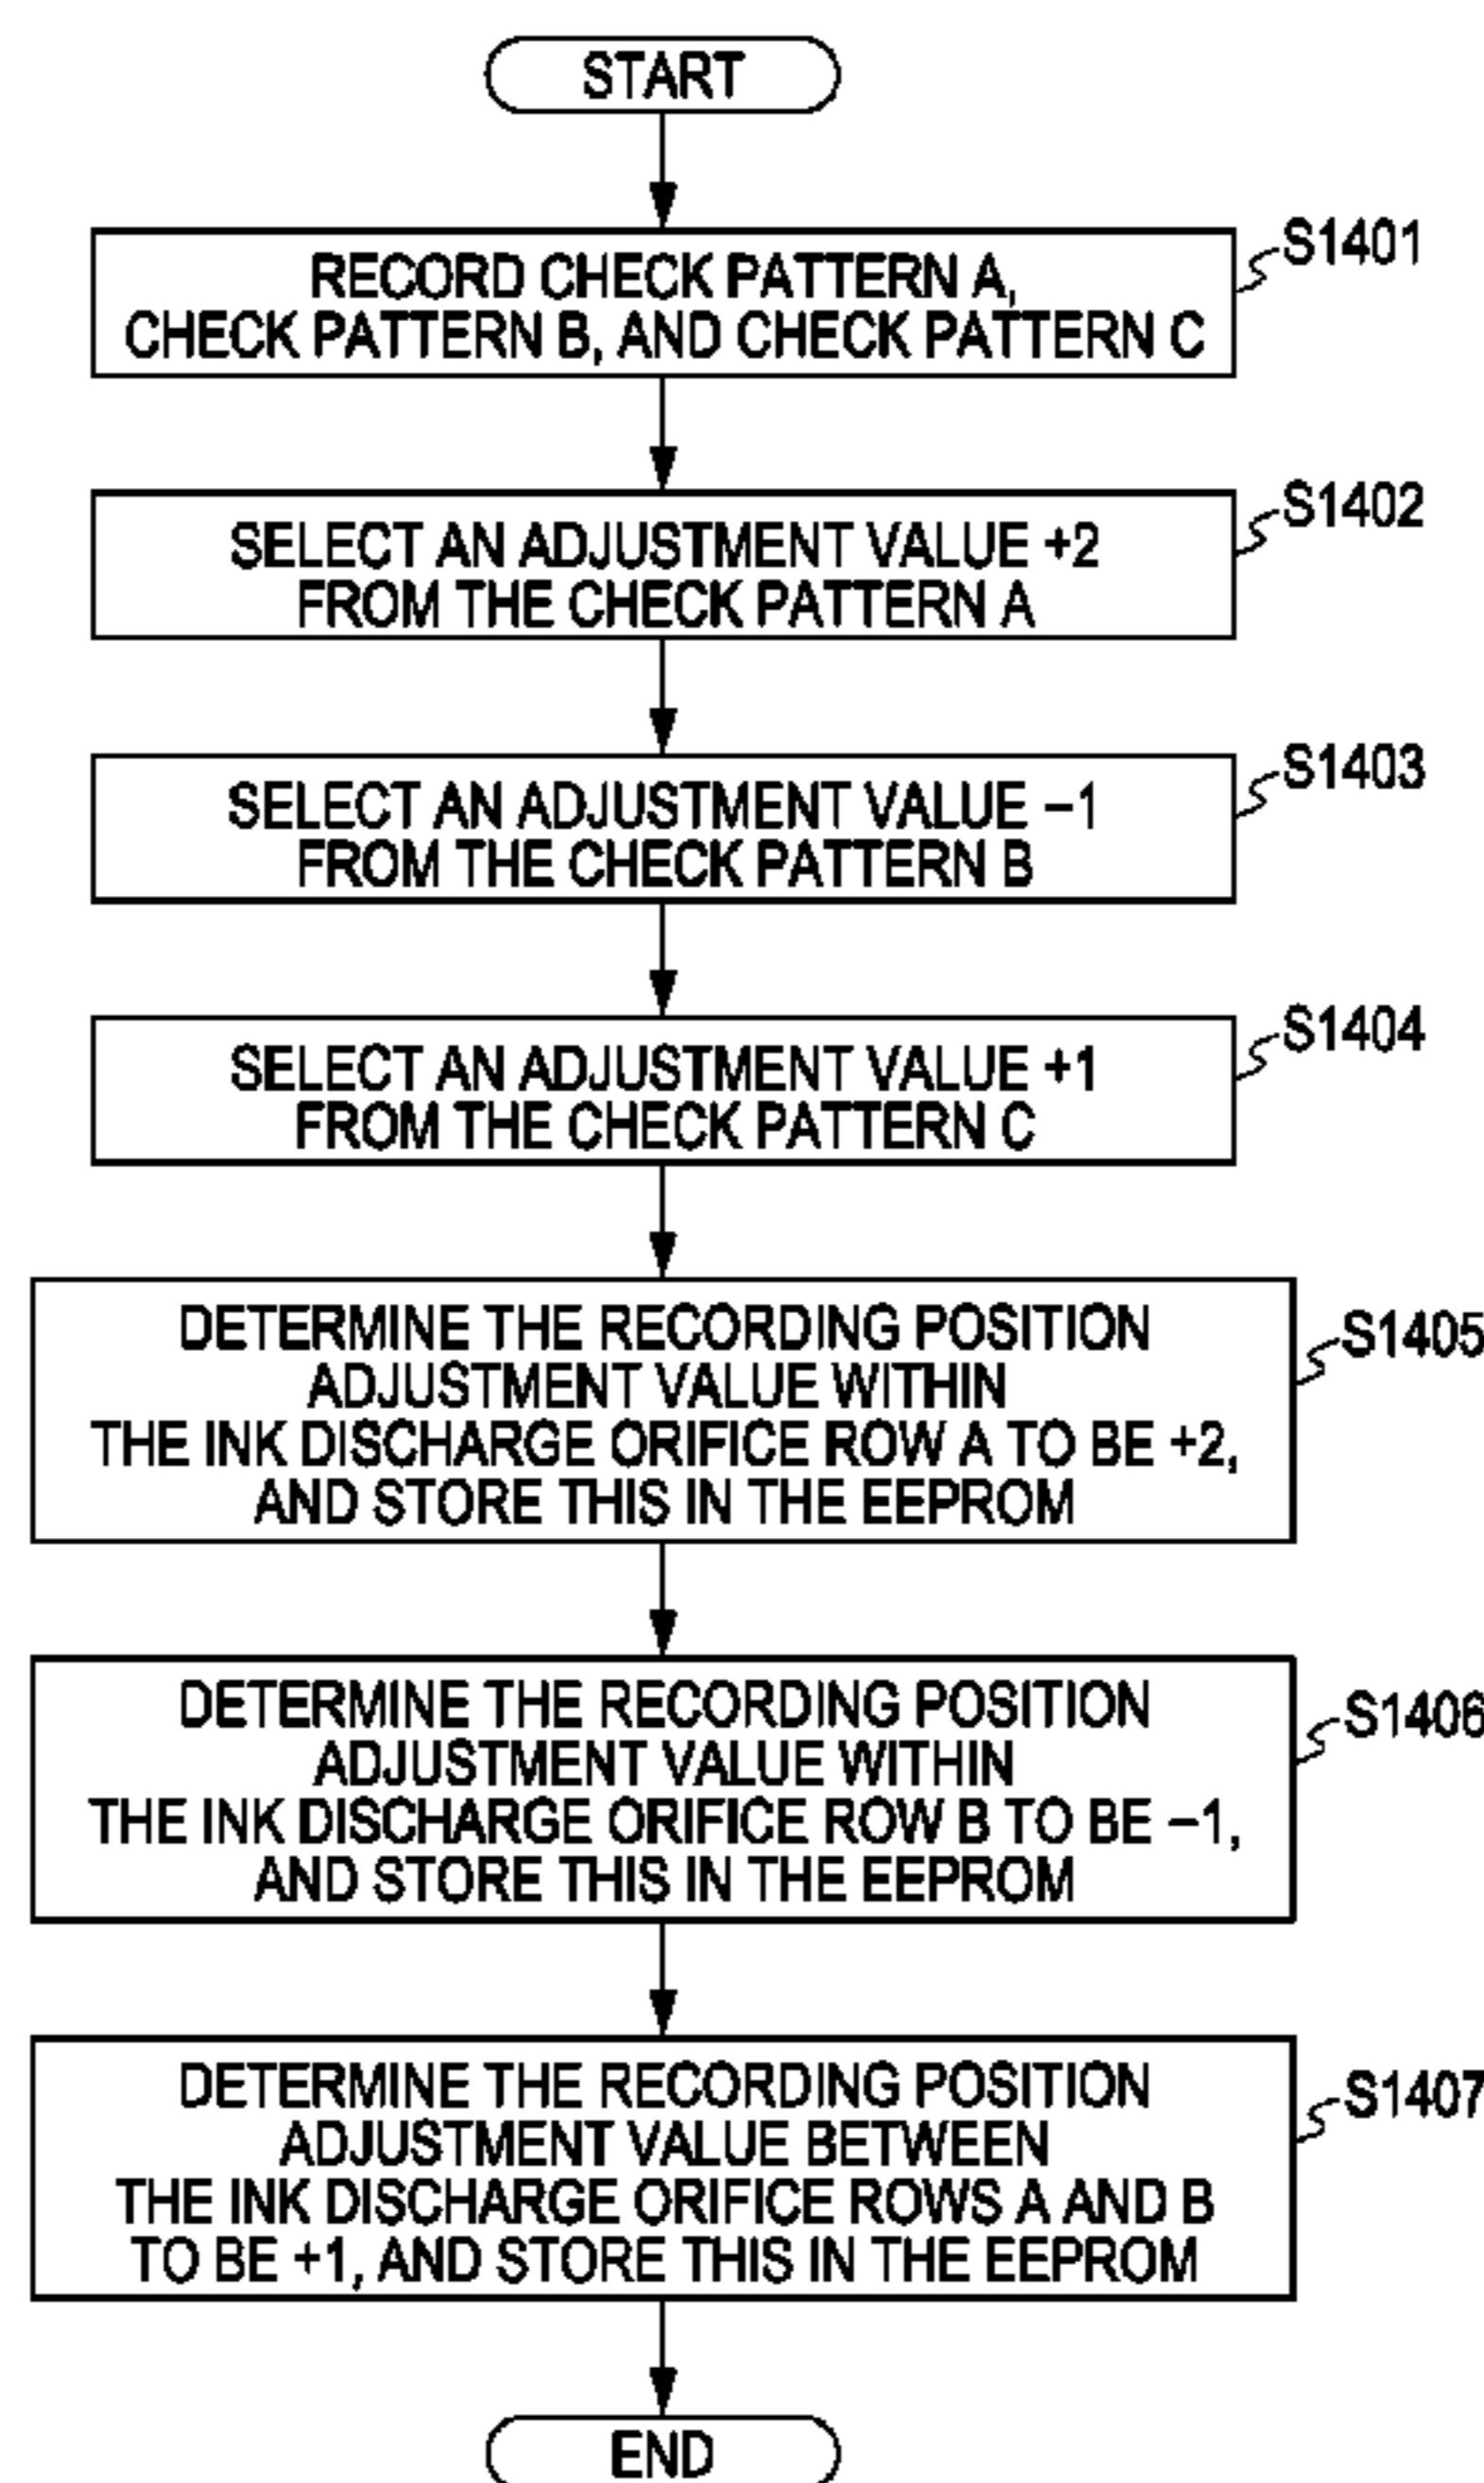 START
S1401
RECORD CHECK PATTERN A,
CHECK PATTERN B, AND CHECK PATTERN C
S1402
SELECT AN ADJUSTMENT VALUE +2
FROM THE CHECK PATTERN A
S1403
SELECT AN ADJUSTMENT VALUE –1
FROM THE CHECK PATTERN B
S1404
SELECT AN ADJUSTMENT VALUE +1
FROM THE CHECK PATTERN C
S1405
DETERMINE THE RECORDING POSITION
ADJUSTMENT VALUE WITHIN
THE INK DISCHARGE ORIFICE ROW A TO BE +2,
AND STORE THIS IN THE EEPROM
S1406
DETERMINE THE RECORDING POSITION
ADJUSTMENT VALUE WITHIN
THE INK DISCHARGE ORIFICE ROW B TO BE –1,
AND STORE THIS IN THE EEPROM
S1407
DETERMINE THE RECORDING POSITION
ADJUSTMENT VALUE BETWEEN
THE INK DISCHARGE ORIFICE ROWS A AND B
TO BE +1, AND STORE THIS IN THE EEPROM
END